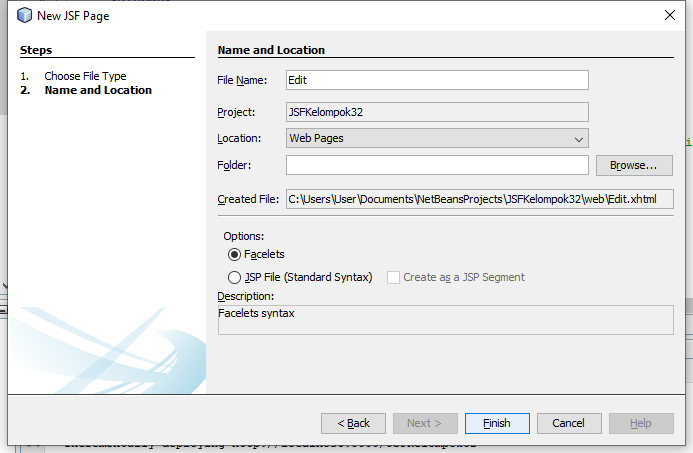 New JSF Page
Steps
1. Choose File Type
2. Name and Location
Name and Location
File Name: Edit
Project: JSFKelompok32
Location: Web Pages
Folder: Browse...
Created File: C:\Users\User\Documents\NetBeansProjects\JSFKelompok32\web\Edit.xhtml
Options:
Facelets
JSP File (Standard Syntax) Create as a JSP Segment
Description:
Facelets syntax
< Back Next > Finish Cancel Help